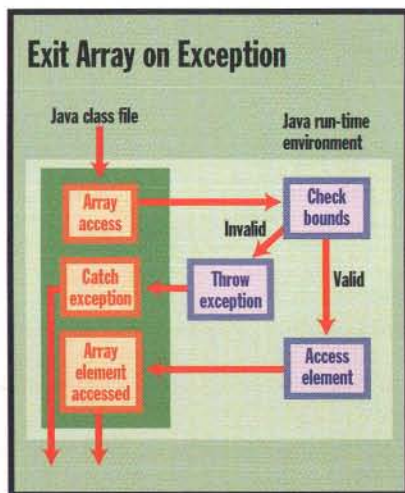 Exit Array on Exception
Java class file
Java run-time
environment
Array
access
Check
bounds
Invalid
Catch
exception
Throw
exception
Valid
Array
element
accessed
Access
element